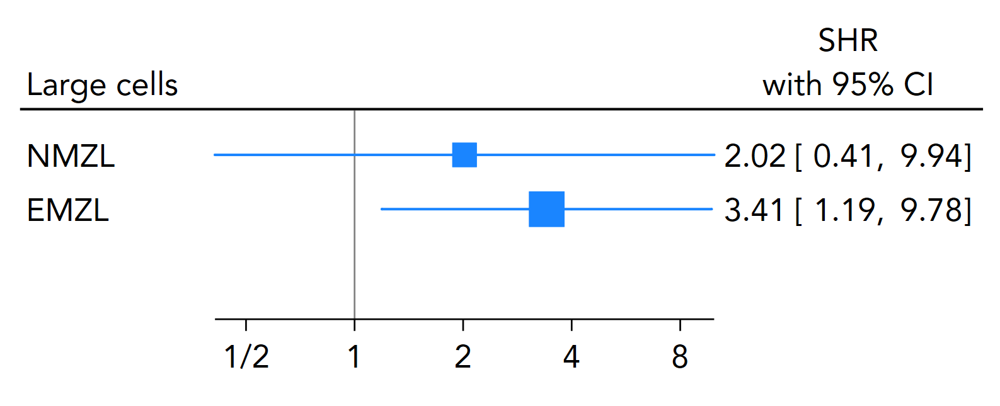 SHR
Large cells with 95% CI
NMZL 2.02 [ 0.41, 9.94]
EMZL 3.41 [ 1.19, 9.78]
1/2 1 2 4 8